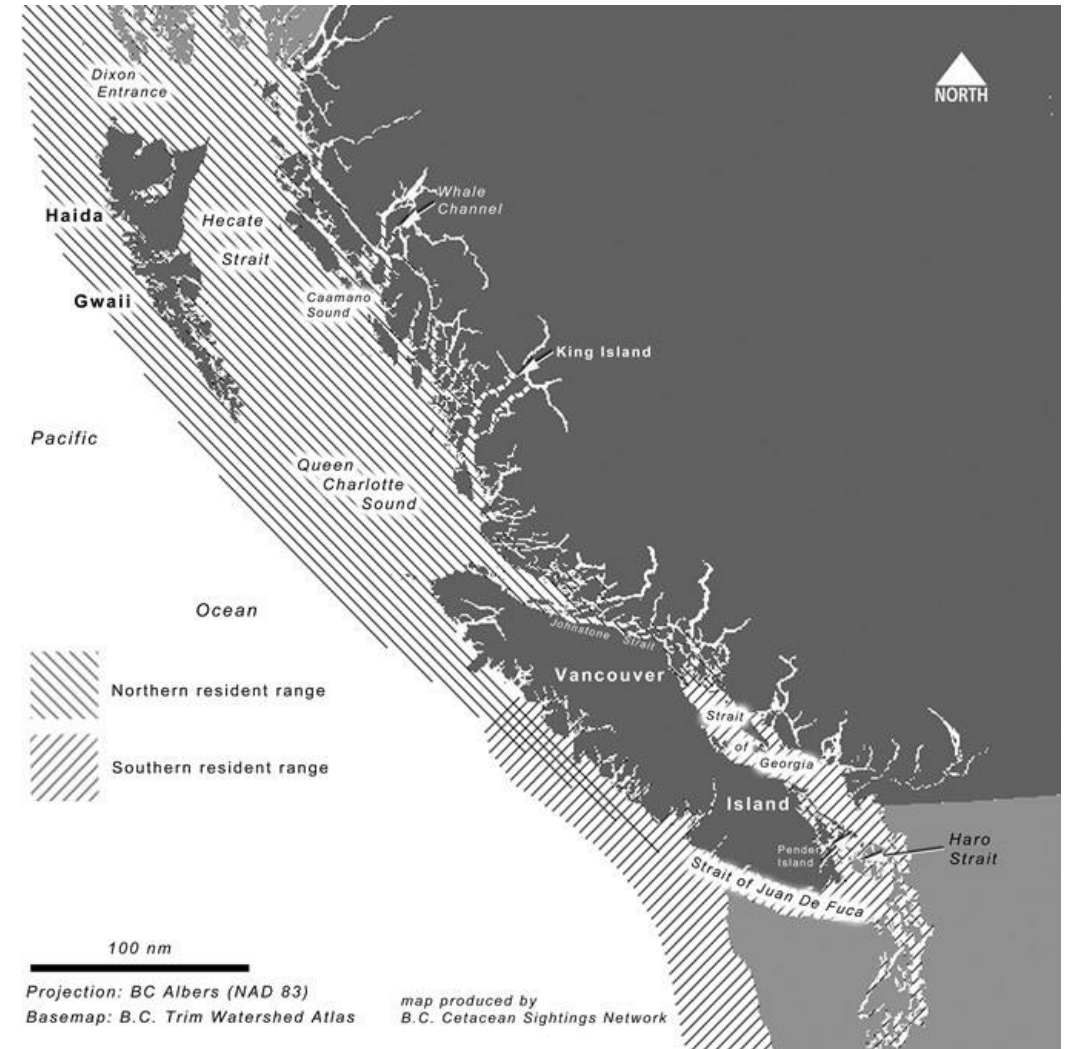 Dixon
Entrance
NORTH
Whale
Channel
Haida
Hecate
Strait
Gwaii
Caamano
Sound
King Island
Pacific
Queen
Charlotte
Sound
Ocean
Johnstone Strait
Vancouver
Northern resident range
Strait
of
Georgia
Southern resident range
Island
Haro
Strait
Pender
Island
Strait of Juan De Fuca
100 nm
Projection: BC Albers (NAD 83)
Basemap: B.C. Trim Watershed Atlas
map produced by
B.C. Cetacean Sightings Network